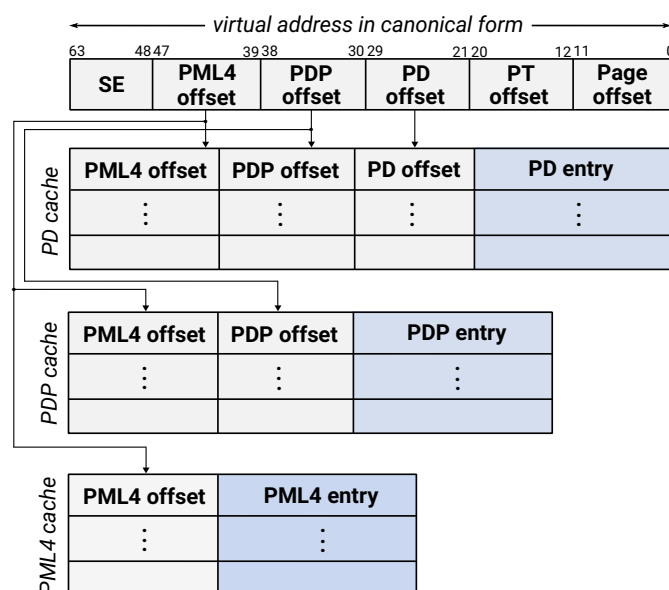 virtual address in canonical form
63 48 47 39 38 30 29 21 20 12 11 0
SE PML4 offset PDP offset PD offset PT offset Page offset
PD cache
PML4 offset PDP offset PD offset PD entry
PDP cache
PML4 offset PDP offset PDP entry
PML4 cache
PML4 offset PML4 entry